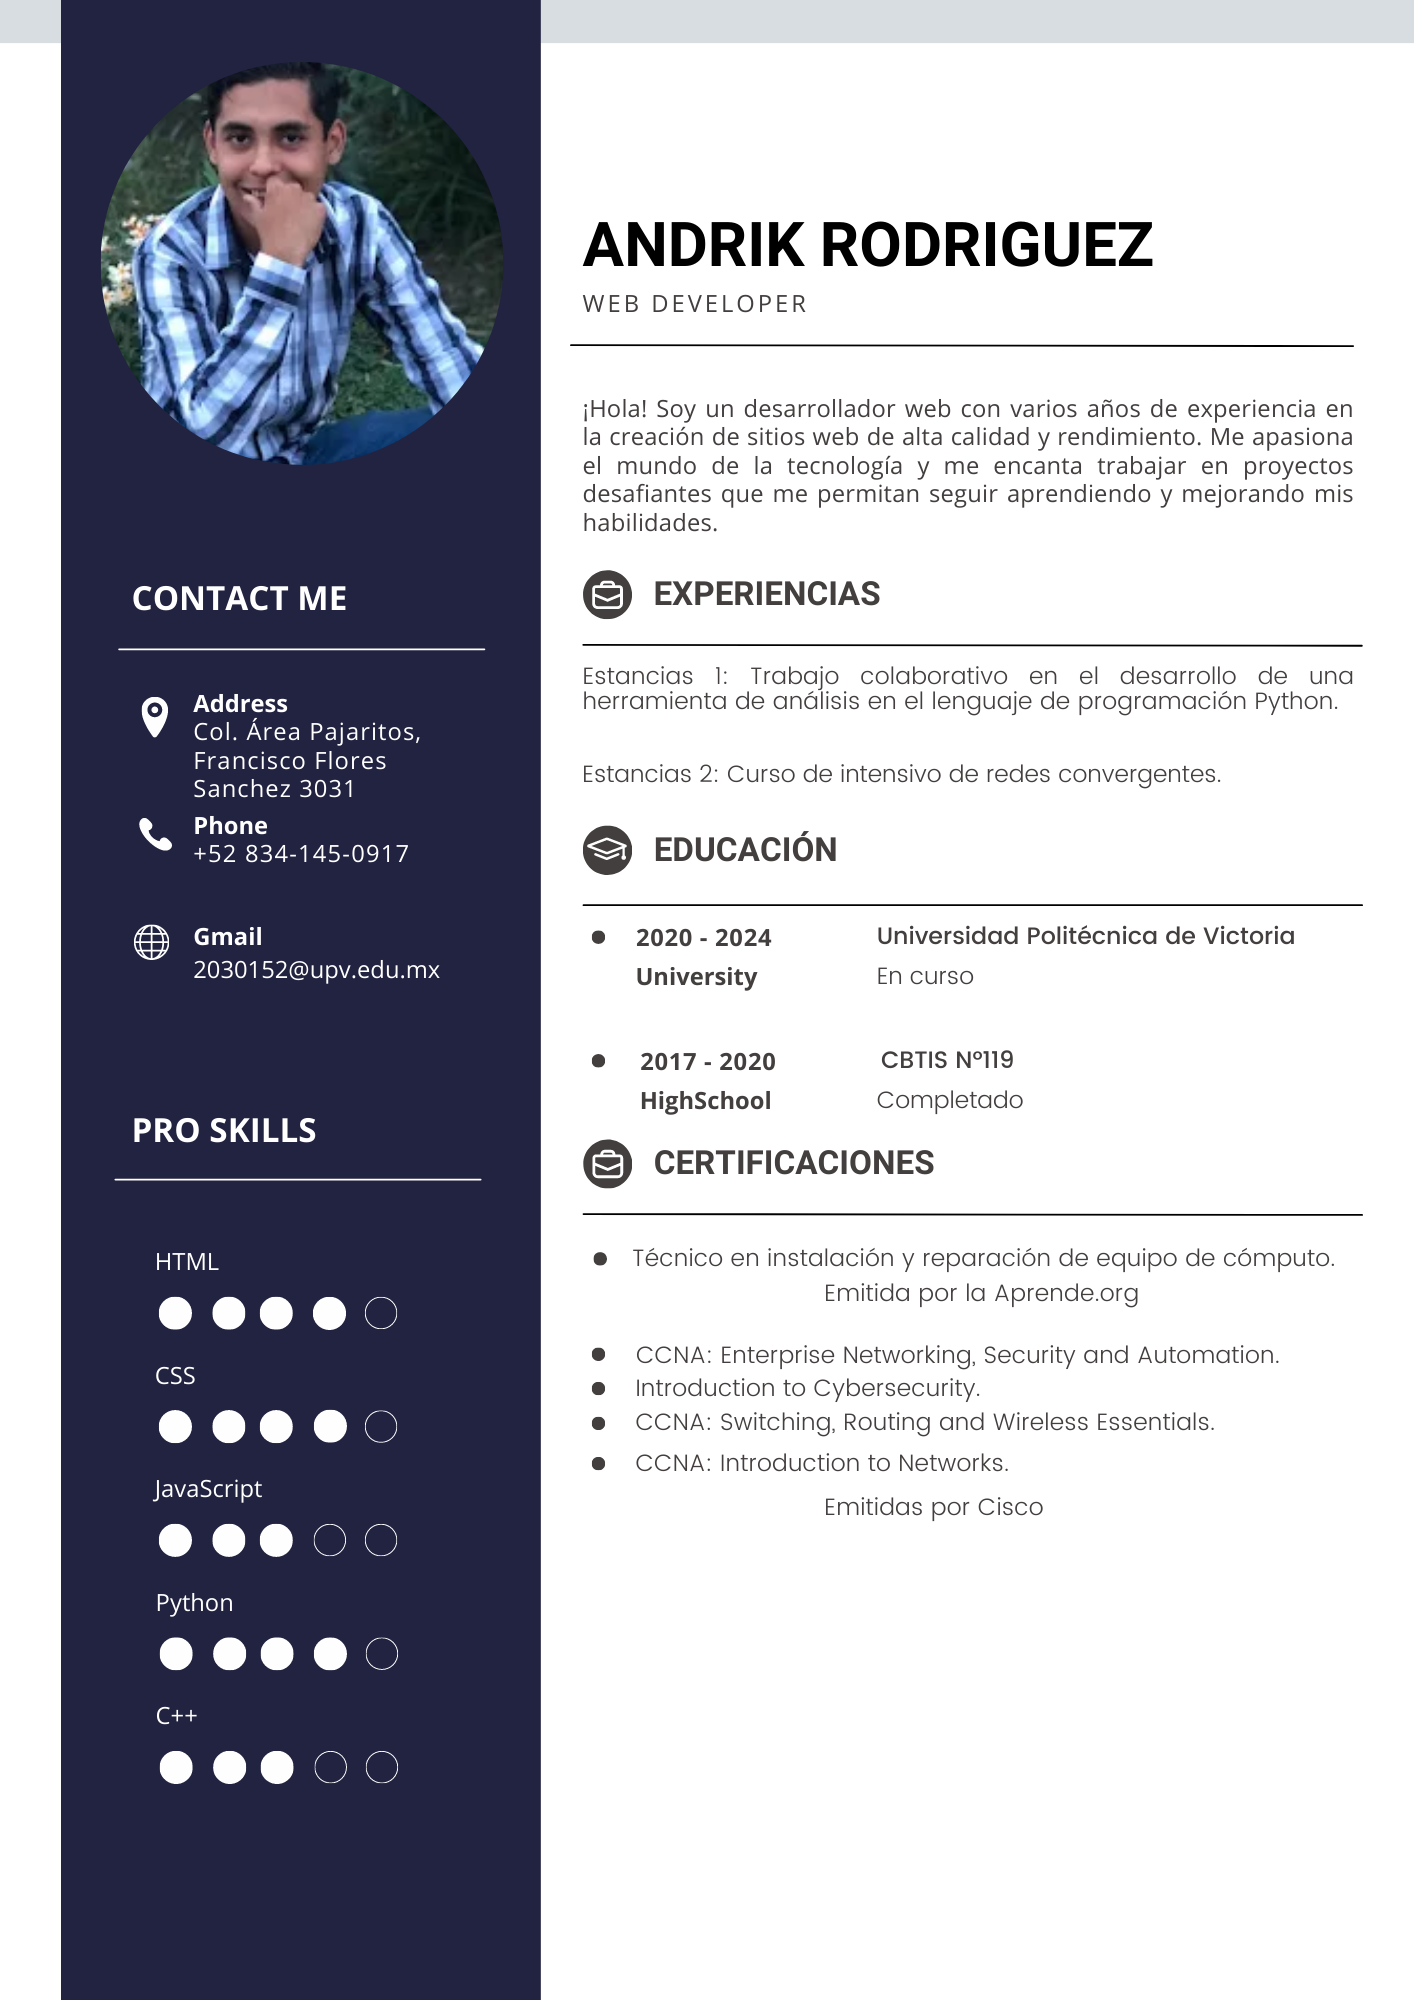 ANDRIK RODRIGUEZ
WEB DEVELOPER
¡Hola! Soy un desarrollador web con varios años de experiencia en
la creación de sitios web de alta calidad y rendimiento. Me apasiona
el mundo de la tecnología y me encanta trabajar en proyectos
desafiantes que me permitan seguir aprendiendo y mejorando mis
habilidades.
CONTACT ME
Address
Col. Área Pajaritos,
Francisco Flores
Sanchez 3031
Phone
+52 834-145-0917
Gmail
2030152@upv.edu.mx
PRO SKILLS
HTML
CSS
JavaScript
Python
C++
EXPERIENCIAS
Estancias 1: Trabajo colaborativo en el desarrollo de una
herramienta de análisis en el lenguaje de programación Python.
Estancias 2: Curso de intensivo de redes convergentes.
EDUCACIÓN
2020 - 2024 Universidad Politécnica de Victoria
University En curso
2017 - 2020 CBTIS Nº119
HighSchool Completado
CERTIFICACIONES
Técnico en instalación y reparación de equipo de cómputo.
Emitida por la Aprende.org
CCNA: Enterprise Networking, Security and Automation.
Introduction to Cybersecurity.
CCNA: Switching, Routing and Wireless Essentials.
CCNA: Introduction to Networks.
Emitidas por Cisco